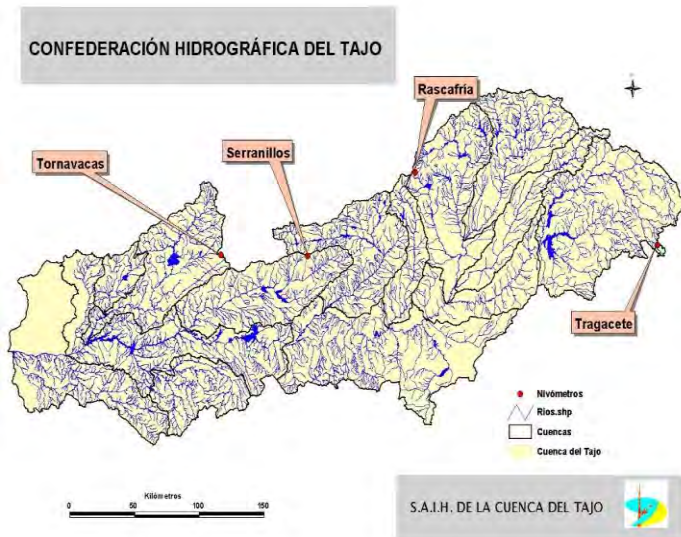 CONFEDERACIÓN HIDROGRÁFICA DEL TAJO
Rascafría
Serranillos
Tornavacas
Tragacete
Nivómetros
Rios.shp
Cuencas
Cuenca del Tajo
Kilómetros
0 50 100 150
S.A.I.H. DE LA CUENCA DEL TAJO